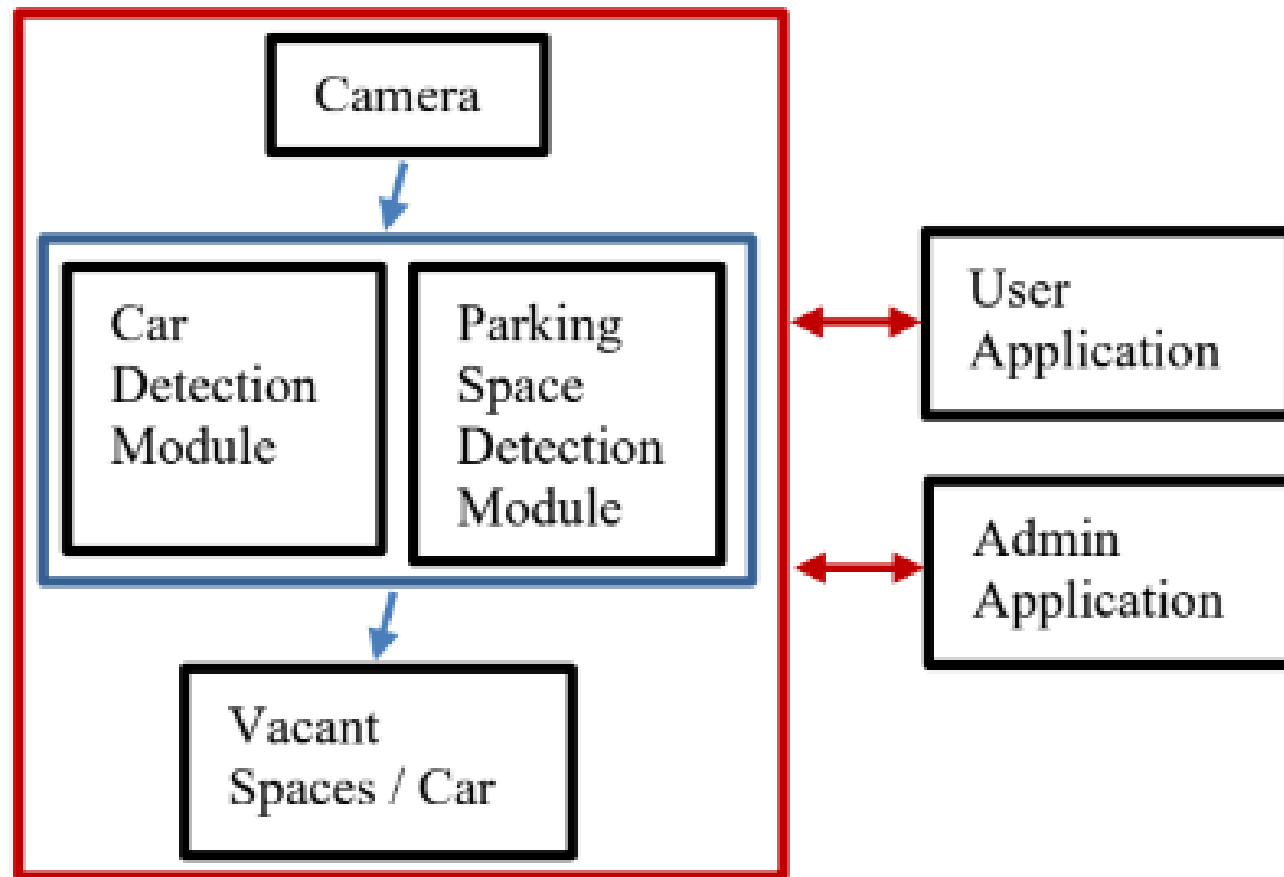 Camera
Car
Detection
Module
Parking
Space
Detection
Module
Vacant
Spaces / Car
User
Application
Admin
Application